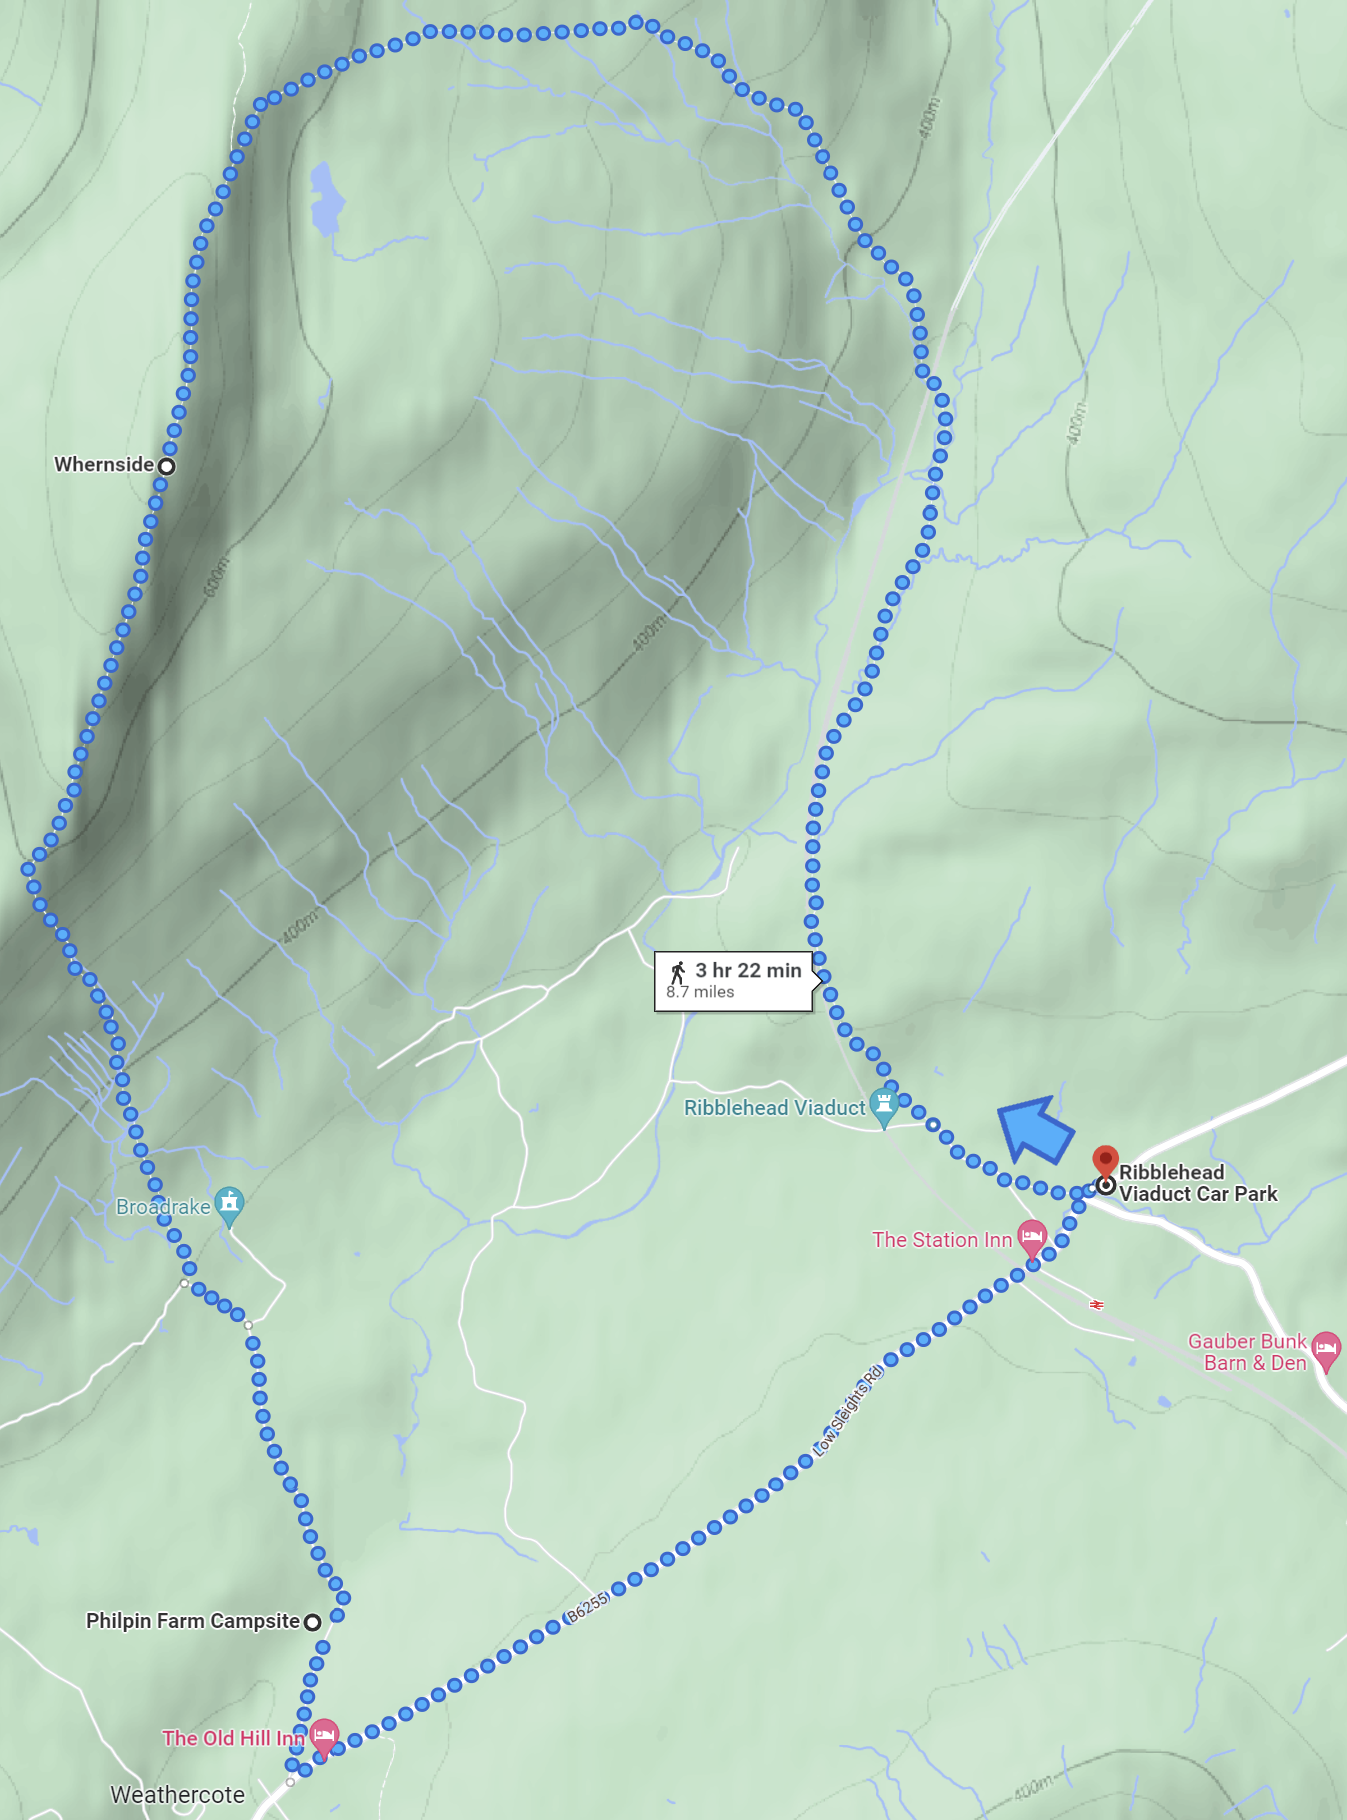 400m
400m
Whernside
600m
400m
400m
3 hr 22 min
8.7 miles
Ribblehead Viaduct
Ribblehead
Viaduct Car Park
Broadrake
The Station Inn
Gauber Bunk
Barn & Den
Low Sleights Rd
B6255
Philpin Farm Campsite
The Old Hill Inn
Weathercote
400m